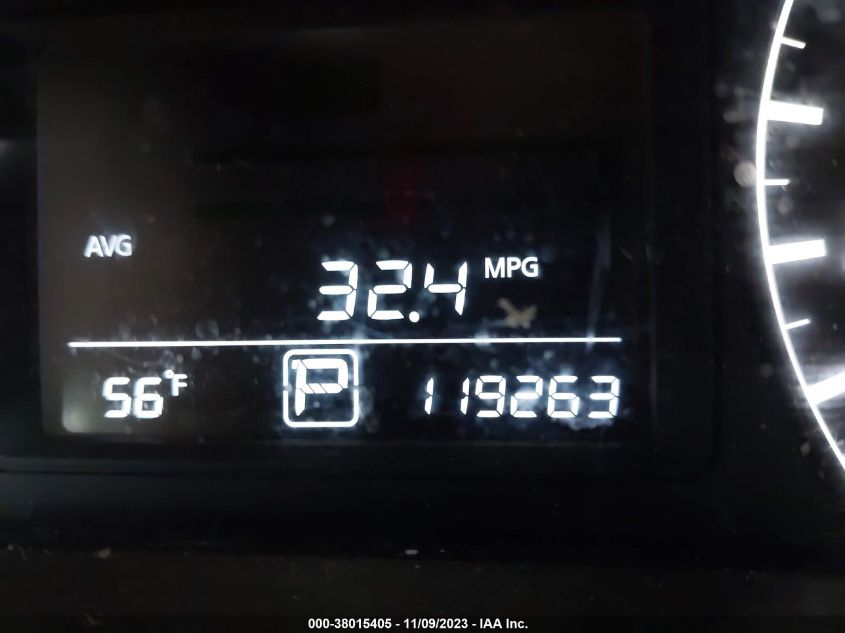 AVG
32.4 MPG
56°F P 119263
000-38015405 - 11/09/2023 - IAA Inc.